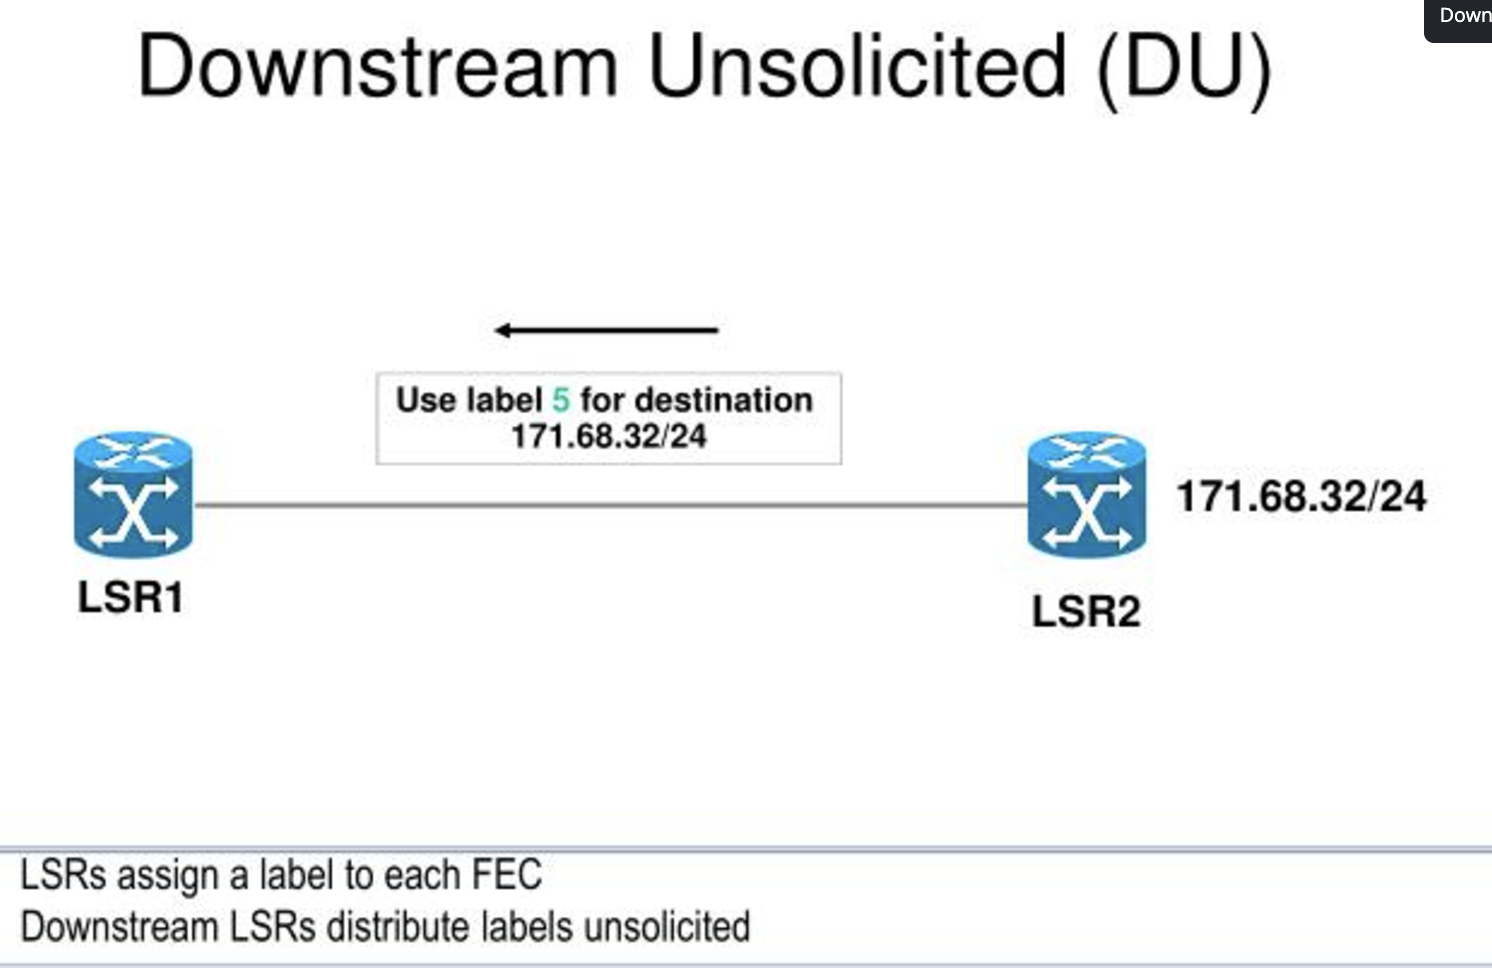 Down
Downstream Unsolicited (DU)
Use label 5 for destination
171.68.32/24
171.68.32/24
LSR1
LSR2
LSRs assign a label to each FEC
Downstream LSRs distribute labels unsolicited